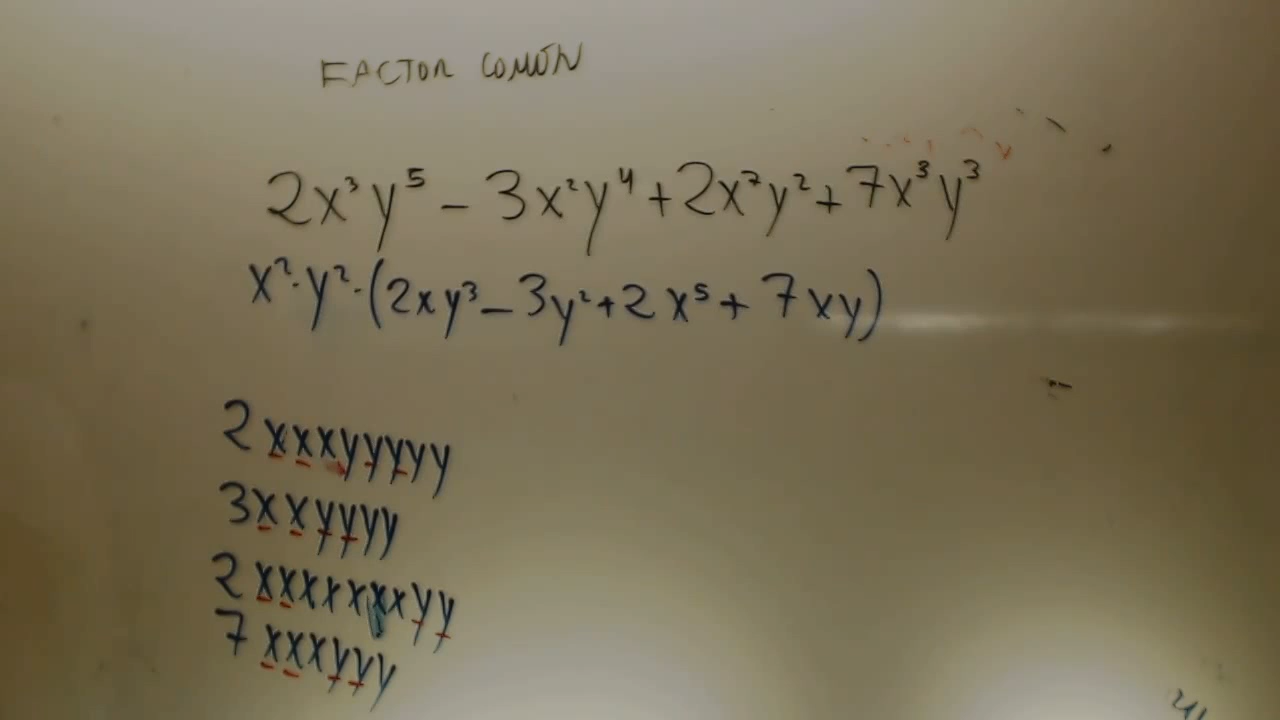 FACTOR COMÚN
2x³y⁵ - 3x²y⁴ + 2x⁷y² + 7x³y³
x²·y²·(2xy³ - 3y² + 2x⁵ + 7xy)
2xxxyyyyy
3xxyyyy
2xxxxxxxyy
7xxxyyy